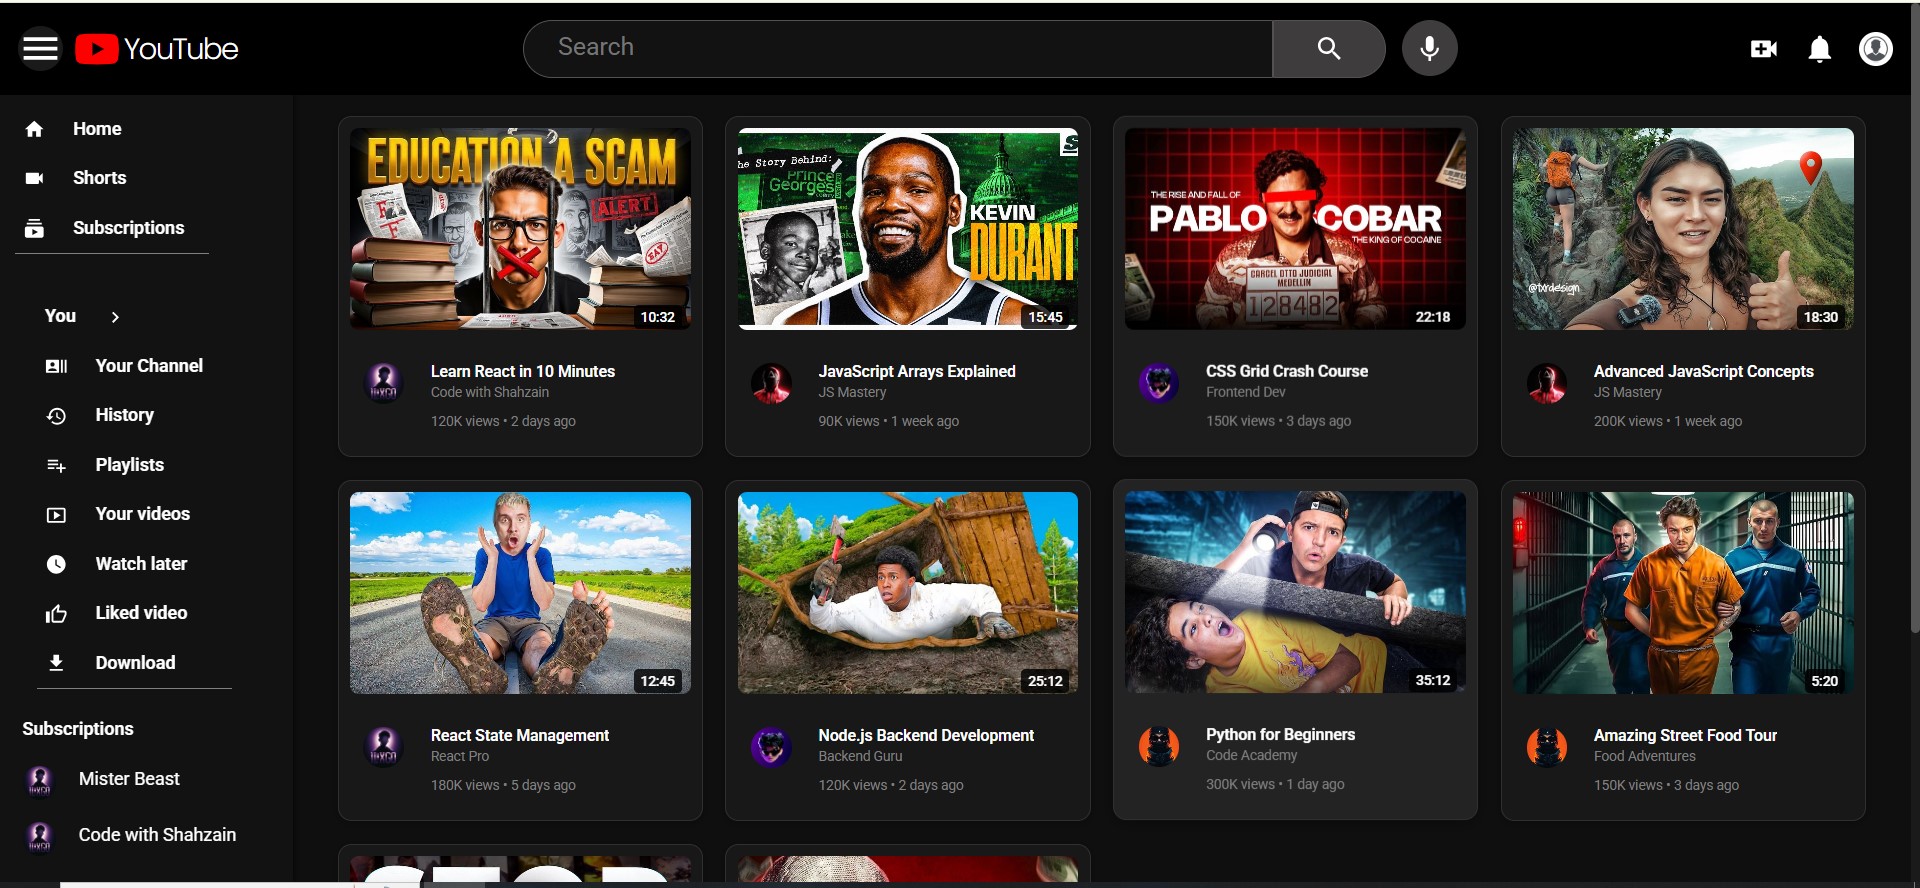 YouTube
Search
Home
Shorts
Subscriptions
You
Your Channel
History
Playlists
Your videos
Watch later
Liked video
Download
Subscriptions
Mister Beast
Code with Shahzain
EDUCATION A SCAM
ALERT
10:32
Learn React in 10 Minutes
Code with Shahzain
120K views • 2 days ago
he Story Behind:
Prince
Georges
KEVIN
DURANT
15:45
JavaScript Arrays Explained
JS Mastery
90K views • 1 week ago
THE RISE AND FALL OF
PABLO COBAR
THE KING OF COCAINE
CARCEL DTTO JUDICIAL
MEDELLIN
128482
22:18
CSS Grid Crash Course
Frontend Dev
150K views • 3 days ago
@txrdesign
18:30
Advanced JavaScript Concepts
JS Mastery
200K views • 1 week ago
12:45
React State Management
React Pro
180K views • 5 days ago
25:12
Node.js Backend Development
Backend Guru
120K views • 2 days ago
35:12
Python for Beginners
Code Academy
300K views • 1 day ago
5:20
Amazing Street Food Tour
Food Adventures
150K views • 3 days ago